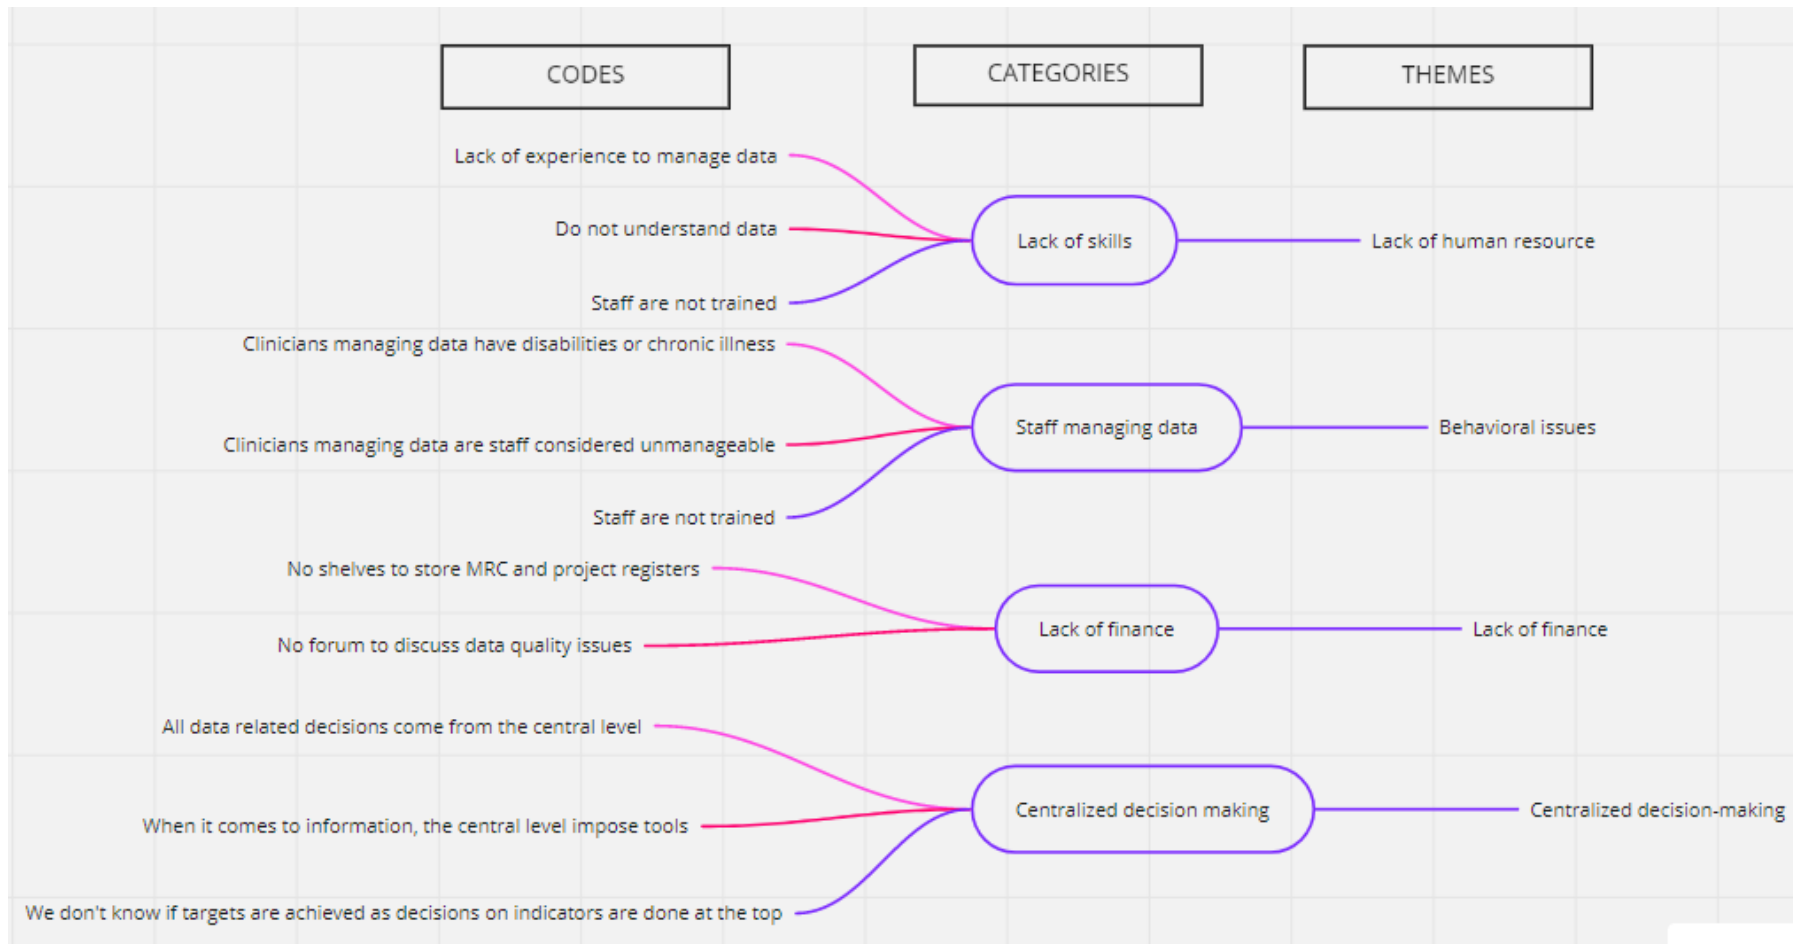 CODES
CATEGORIES
THEMES
Lack of experience to manage data
Do not understand data
Staff are not trained
Lack of skills
Lack of human resource
Clinicians managing data have disabilities or chronic illness
Clinicians managing data are staff considered unmanageable
Staff are not trained
Staff managing data
Behavioral issues
No shelves to store MRC and project registers
No forum to discuss data quality issues
Lack of finance
Lack of finance
All data related decisions come from the central level
When it comes to information, the central level impose tools
We don't know if targets are achieved as decisions on indicators are done at the top
Centralized decision making
Centralized decision-making